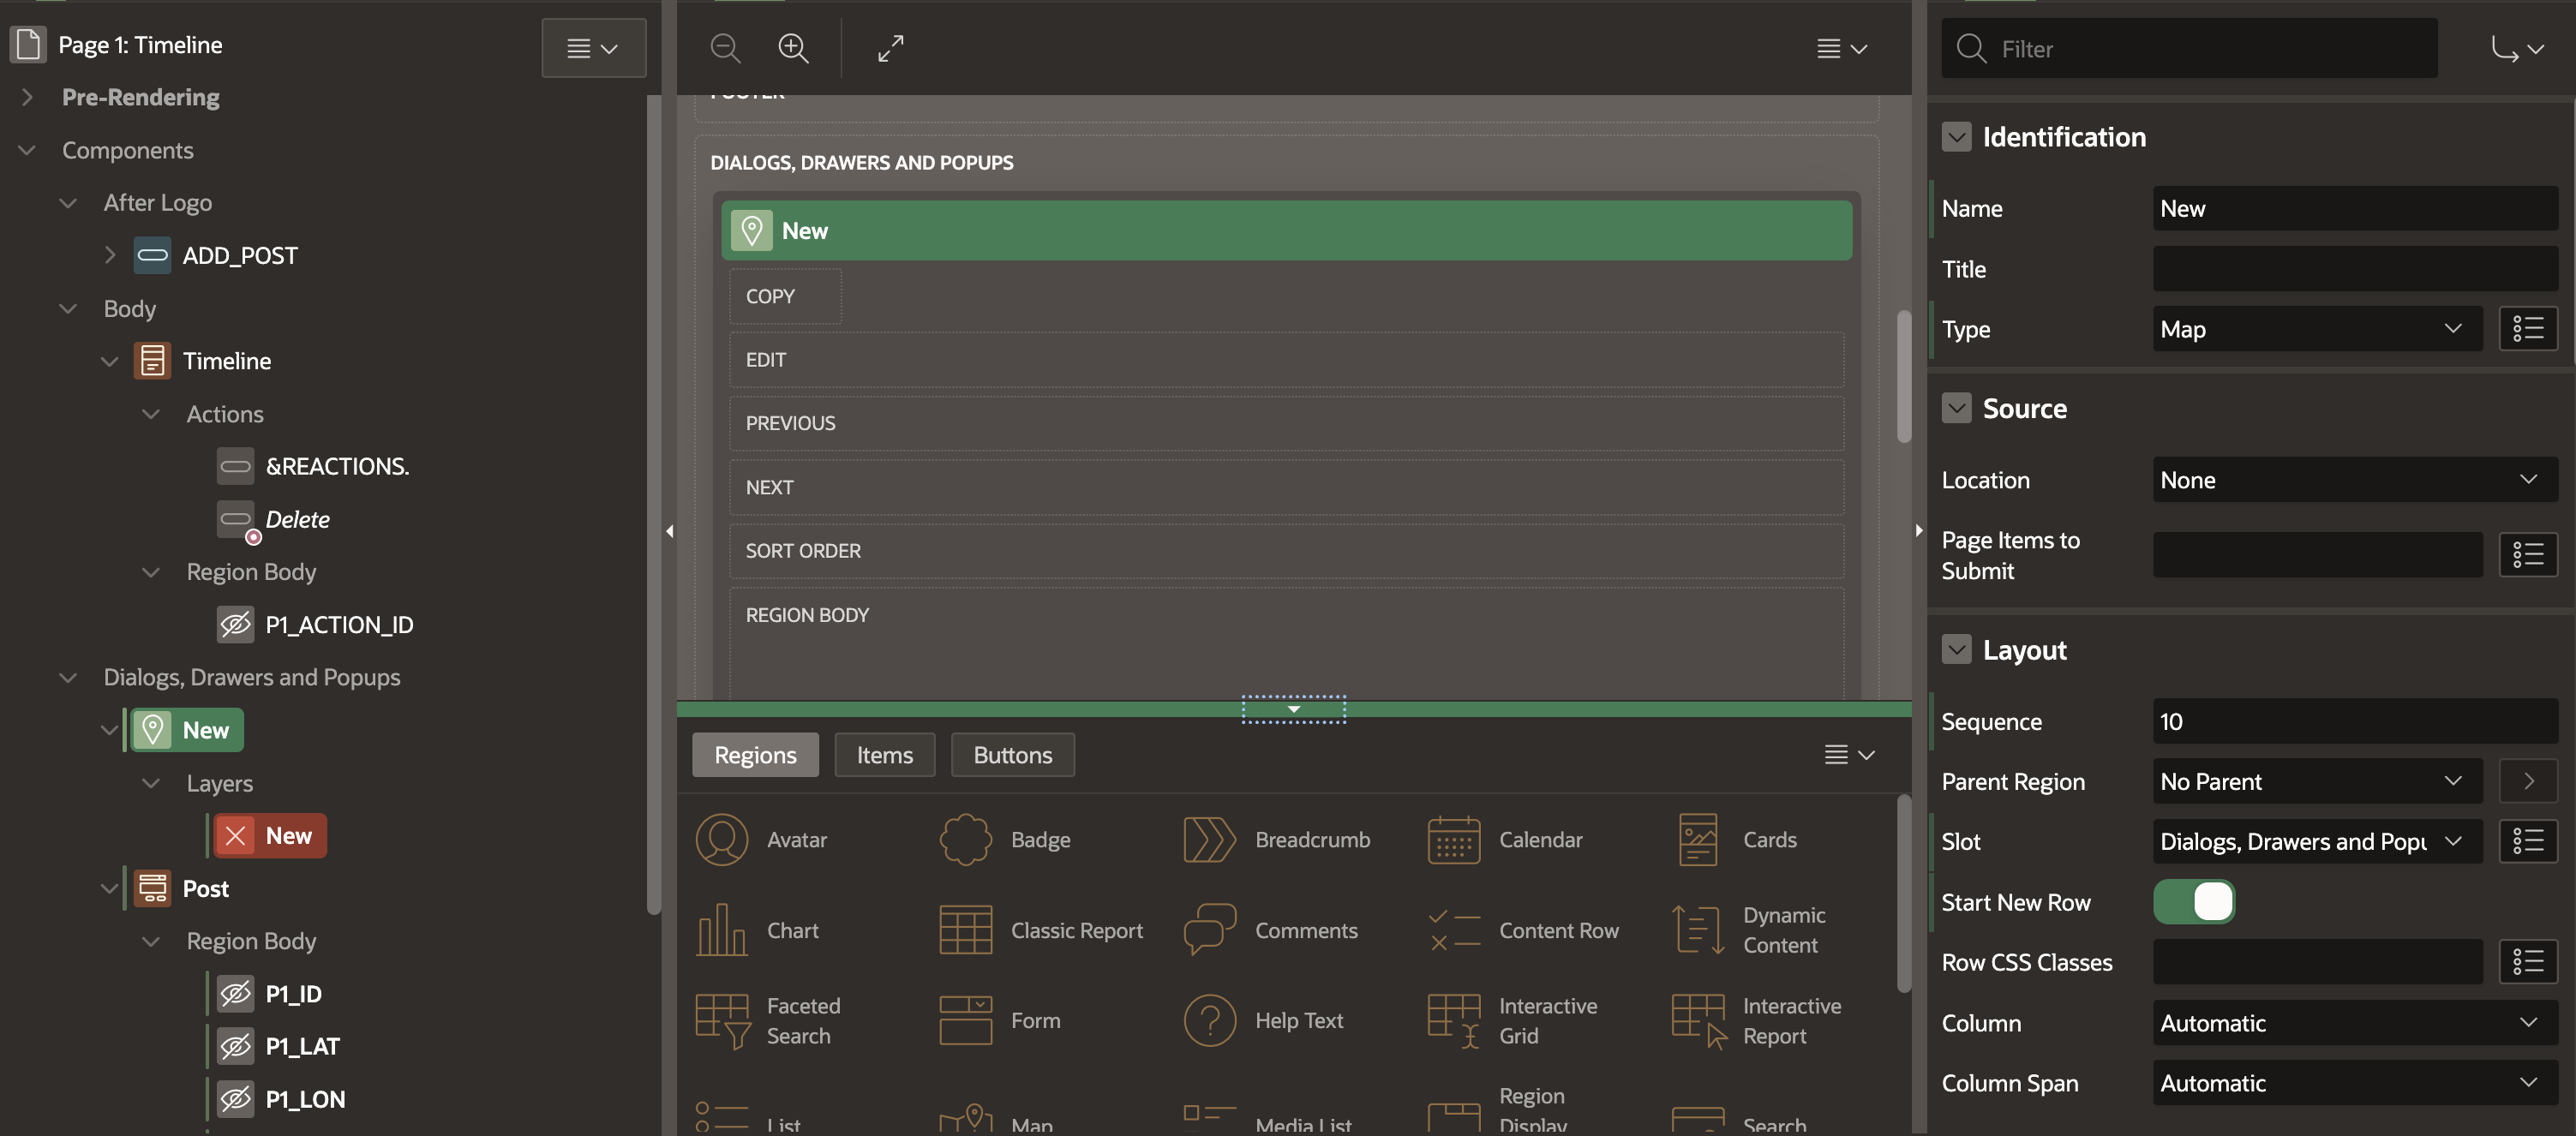 Page 1: Timeline
Pre-Rendering
Components
After Logo
ADD_POST
Body
Timeline
Actions
&REACTIONS.
Delete
Region Body
P1_ACTION_ID
Dialogs, Drawers and Popups
New
Layers
New
Post
Region Body
P1_ID
P1_LAT
P1_LON
FOOTER
DIALOGS, DRAWERS AND POPUPS
New
COPY
EDIT
PREVIOUS
NEXT
SORT ORDER
REGION BODY
Regions
Items
Buttons
Avatar
Badge
Breadcrumb
Calendar
Cards
Chart
Classic Report
Comments
Content Row
Dynamic
Content
Faceted
Search
Form
Help Text
Interactive
Grid
Interactive
Report
List
Map
Media List
Region
Display
Search
Filter
Identification
Name
New
Title
Type
Map
Source
Location
None
Page Items to
Submit
Layout
Sequence
10
Parent Region
No Parent
Slot
Dialogs, Drawers and Popu
Start New Row
Row CSS Classes
Column
Automatic
Column Span
Automatic